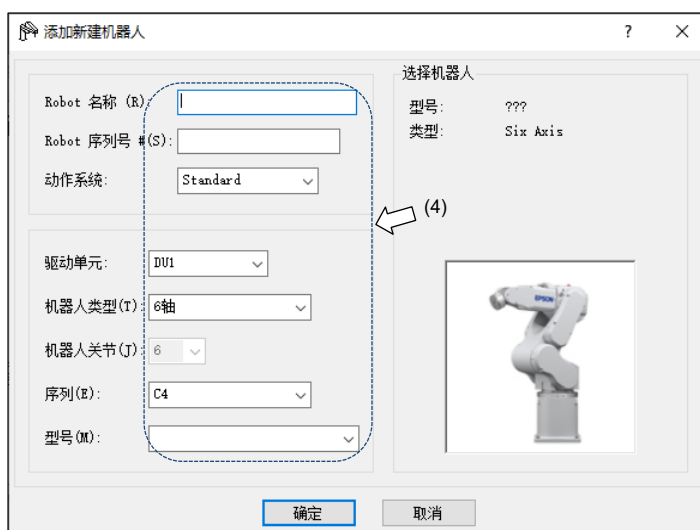 添加新建机器人
?
Robot 名称 (R):
Robot 序列号 #(S):
动作系统:
Standard
驱动单元:
DU1
机器人类型(T):
6轴
机器人关节(J):
6
序列(E):
C4
型号(M):
选择机器人
型号:
???
类型:
Six Axis
(4)
EPSON
确定
取消